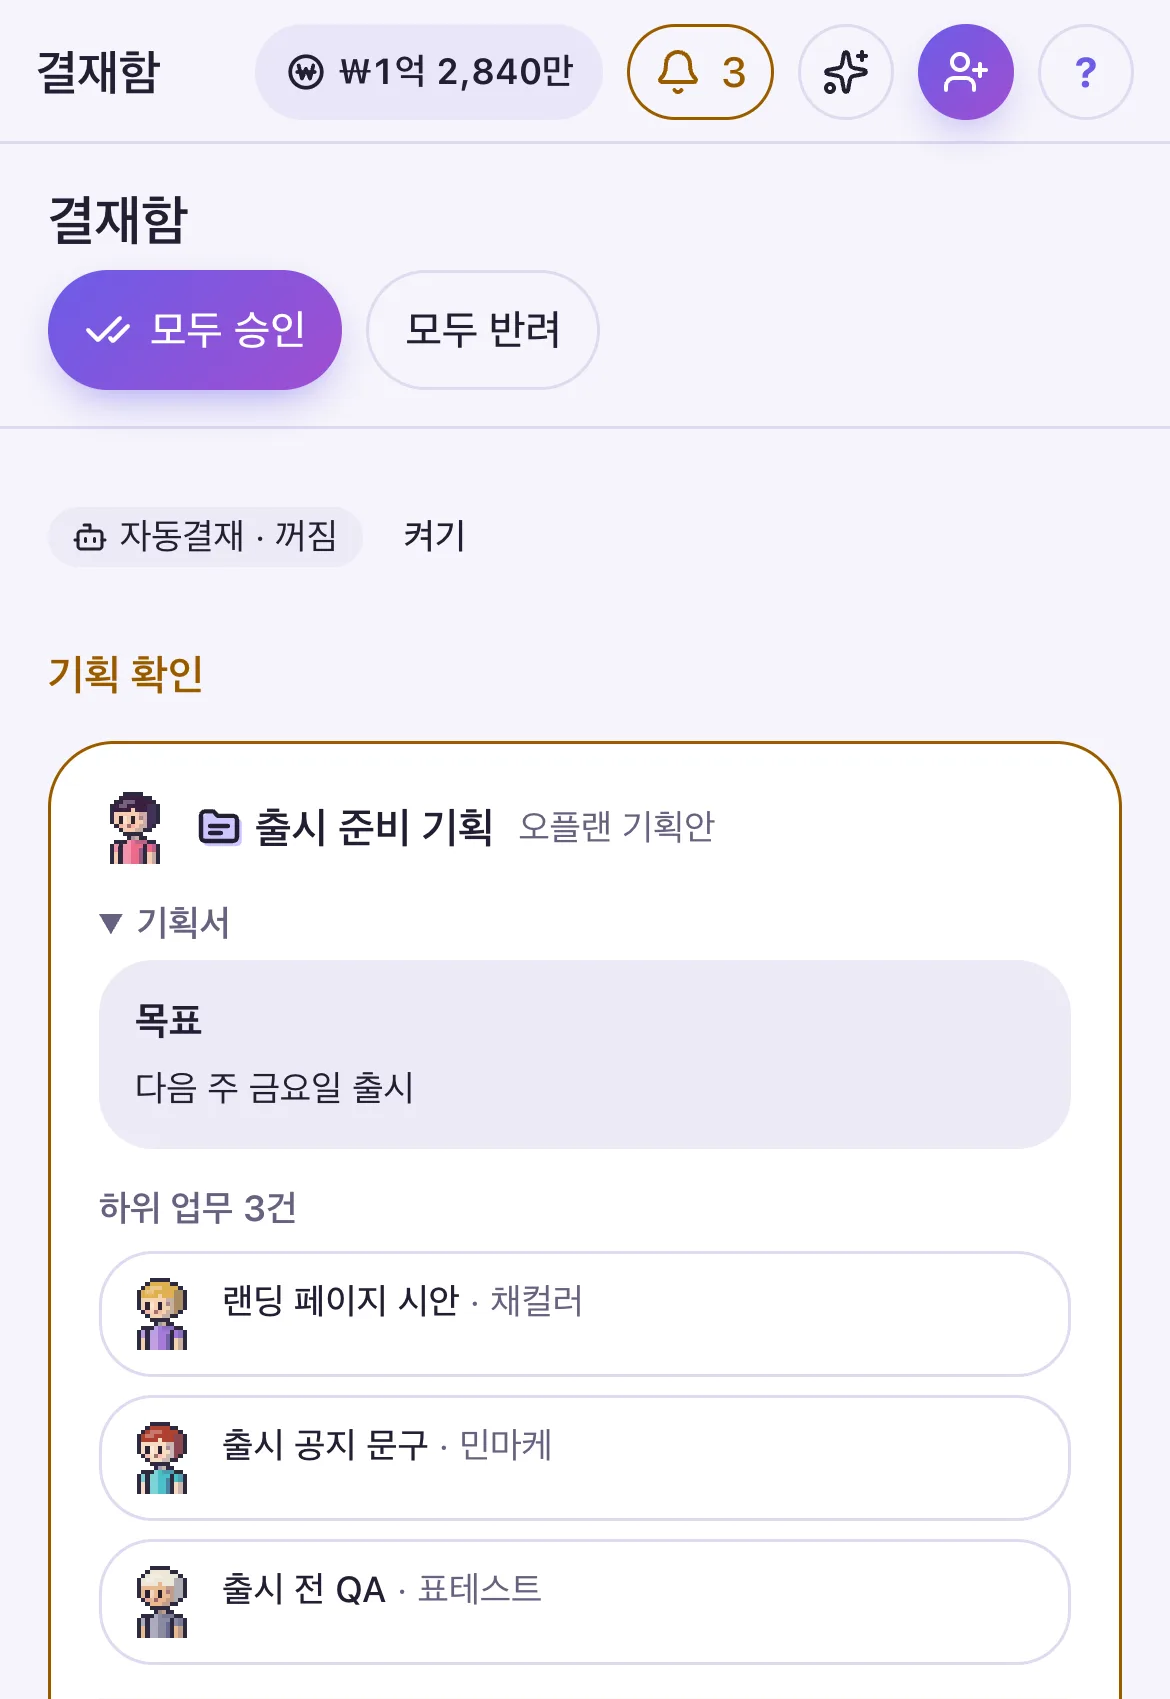 결재함
₩1억 2,840만
3
?
결재함
모두 승인
모두 반려
자동결재 · 꺼짐
켜기
기획 확인
출시 준비 기획 오플랜 기획안
▼ 기획서
목표
다음 주 금요일 출시
하위 업무 3건
랜딩 페이지 시안 · 채컬러
출시 공지 문구 · 민마케
출시 전 QA · 표테스트